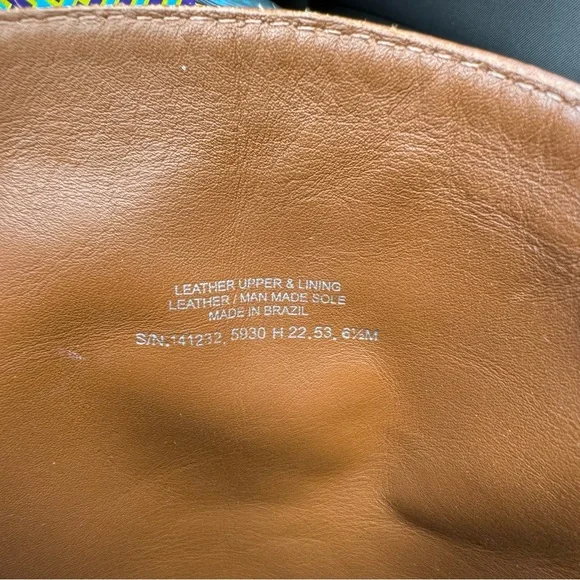 LEATHER UPPER & LINING
LEATHER / MAN MADE SOLE
MADE IN BRAZIL
S/N.141232, 5930 H 22.53, 6½M